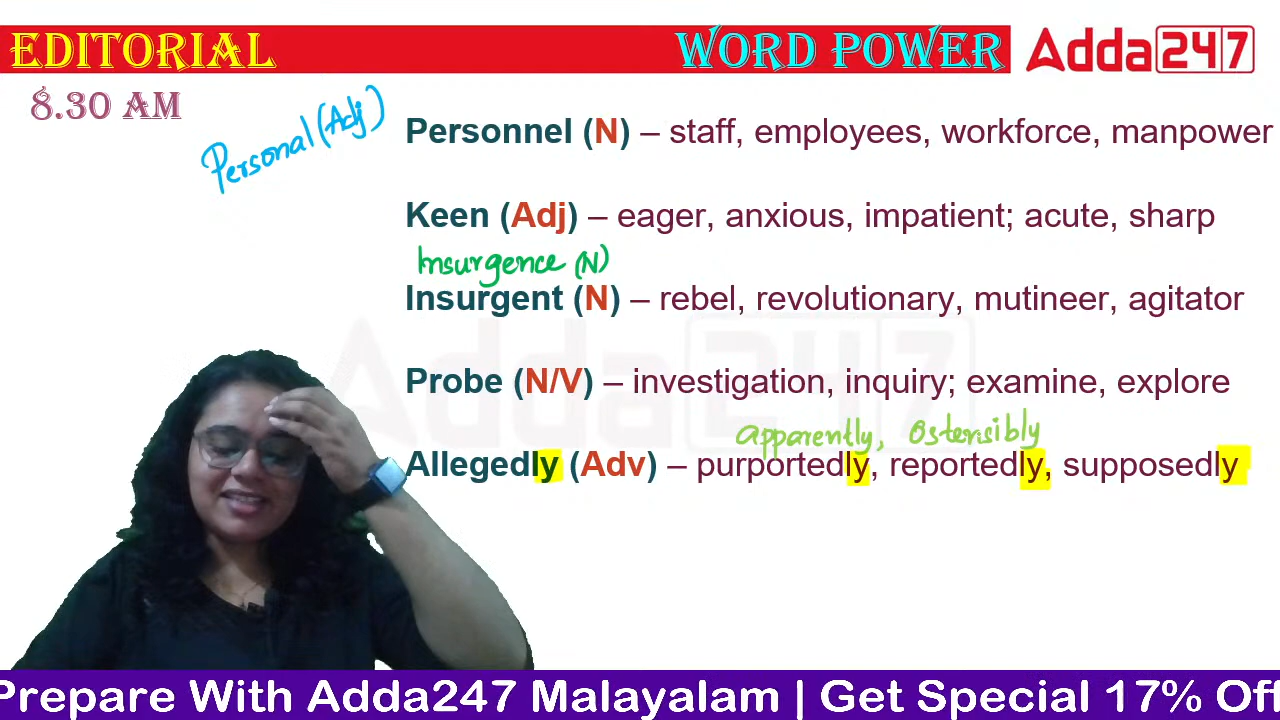 EDITORIAL WORD POWER Adda247
8.30 AM
Personal (Adj)
Personnel (N) – staff, employees, workforce, manpower
Keen (Adj) – eager, anxious, impatient; acute, sharp
Insurgence (N)
Insurgent (N) – rebel, revolutionary, mutineer, agitator
Adda247
Probe (N/V) – investigation, inquiry; examine, explore
apparently, Ostensibly
Allegedly (Adv) – purportedly, reportedly, supposedly
Prepare With Adda247 Malayalam | Get Special 17% Off